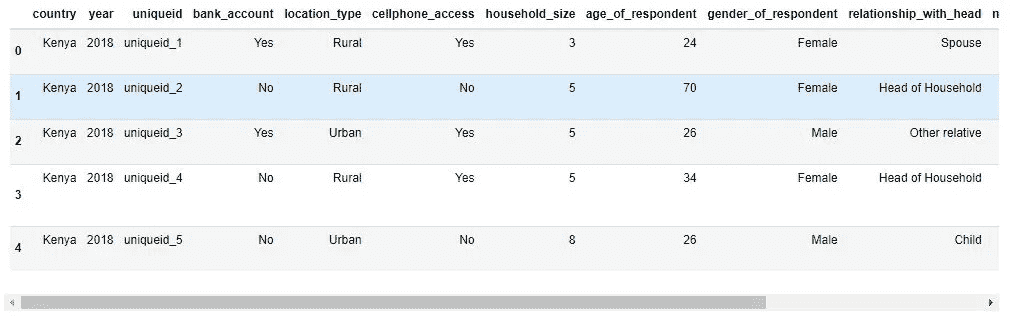 country year uniqueid bank_account location_type cellphone_access household_size age_of_respondent gender_of_respondent relationship_with_head
0 Kenya 2018 uniqueid_1 Yes Rural Yes 3 24 Female Spouse
1 Kenya 2018 uniqueid_2 No Rural No 5 70 Female Head of Household
2 Kenya 2018 uniqueid_3 Yes Urban Yes 5 26 Male Other relative
3 Kenya 2018 uniqueid_4 No Rural Yes 5 34 Female Head of Household
4 Kenya 2018 uniqueid_5 No Urban No 8 26 Male Child